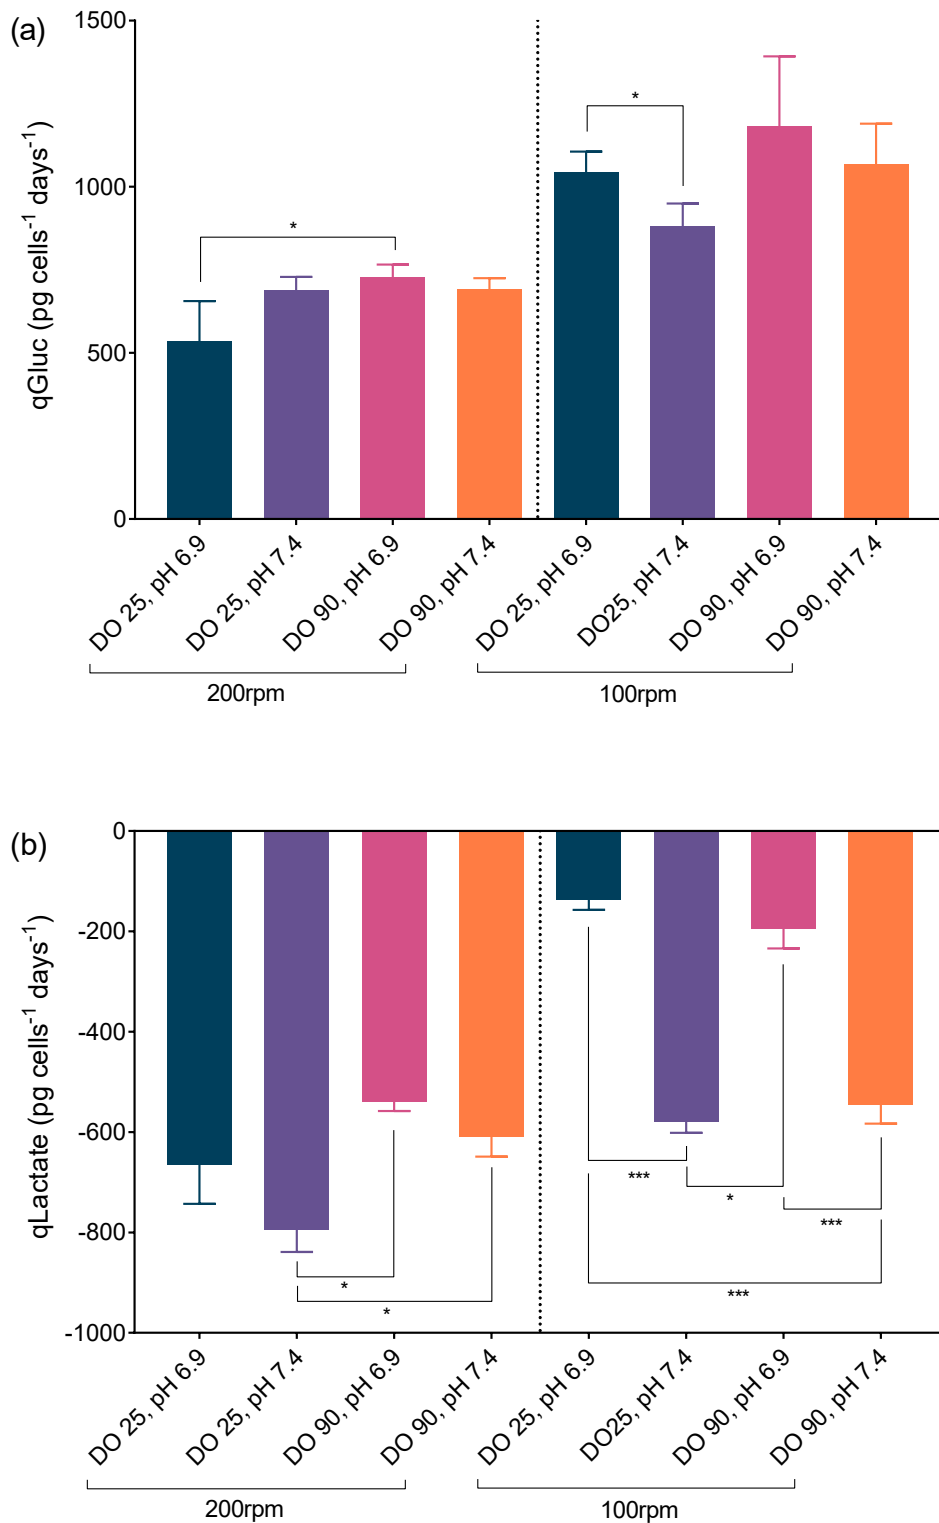 (a)
qGluc (pg cells⁻¹ days⁻¹)
1500
1000
500
0
*
*
DO 25, pH 6.9
DO 25, pH 7.4
DO 90, pH 6.9
DO 90, pH 7.4
DO 25, pH 6.9
DO25, pH 7.4
DO 90, pH 6.9
DO 90, pH 7.4
200rpm
100rpm
(b)
qLactate (pg cells⁻¹ days⁻¹)
0
-200
-400
-600
-800
-1000
*
*
***
*
***
***
DO 25, pH 6.9
DO 25, pH 7.4
DO 90, pH 6.9
DO 90, pH 7.4
DO 25, pH 6.9
DO25, pH 7.4
DO 90, pH 6.9
DO 90, pH 7.4
200rpm
100rpm